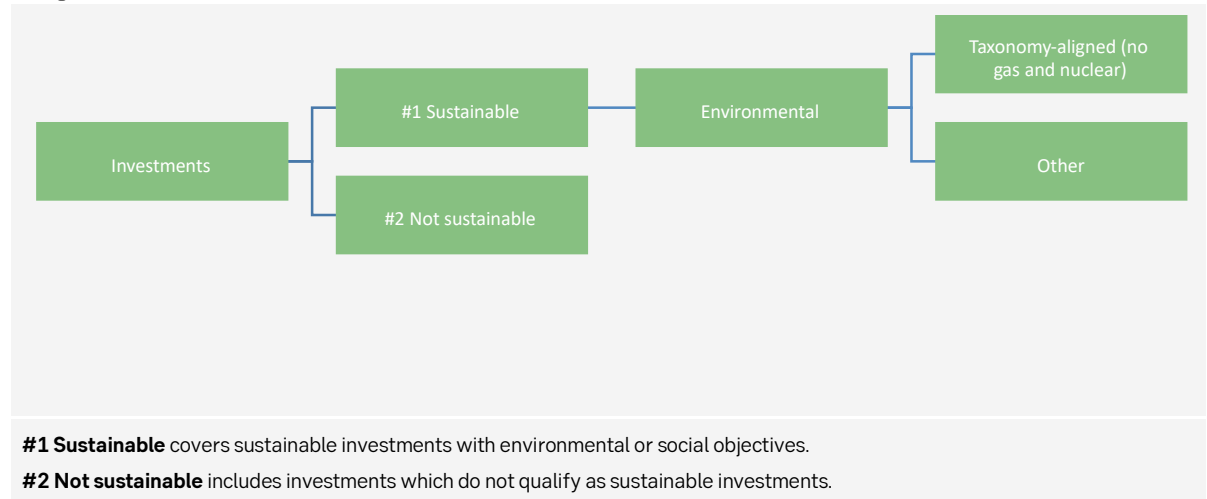 Investments
#1 Sustainable
#2 Not sustainable
Environmental
Taxonomy-aligned (no
gas and nuclear)
Other
#1 Sustainable covers sustainable investments with environmental or social objectives.
#2 Not sustainable includes investments which do not qualify as sustainable investments.